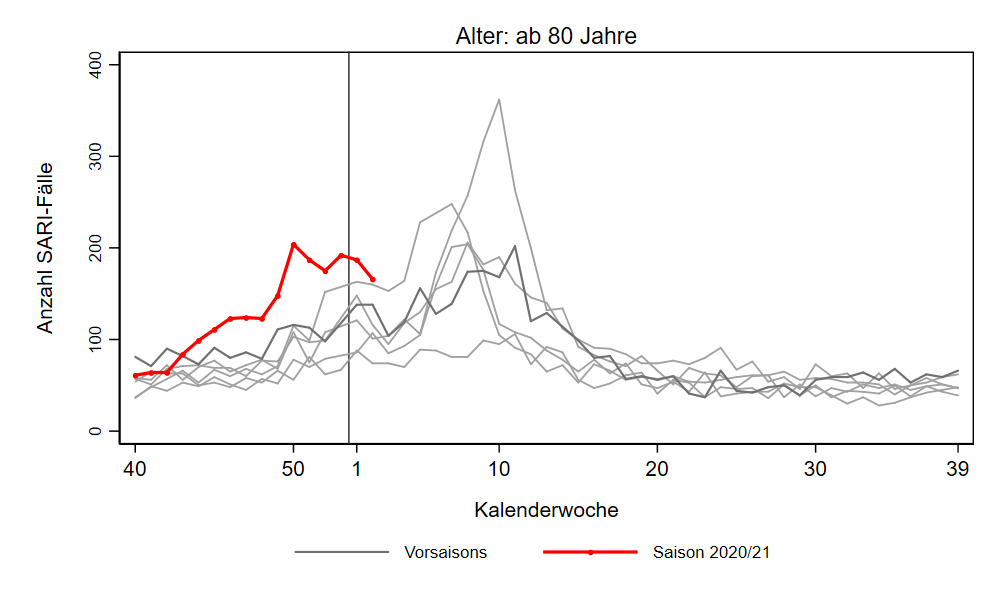 Alter: ab 80 Jahre
Anzahl SARI-Fälle
400
300
200
100
0
40 50 1 10 20 30 39
Kalenderwoche
Vorsaisons Saison 2020/21